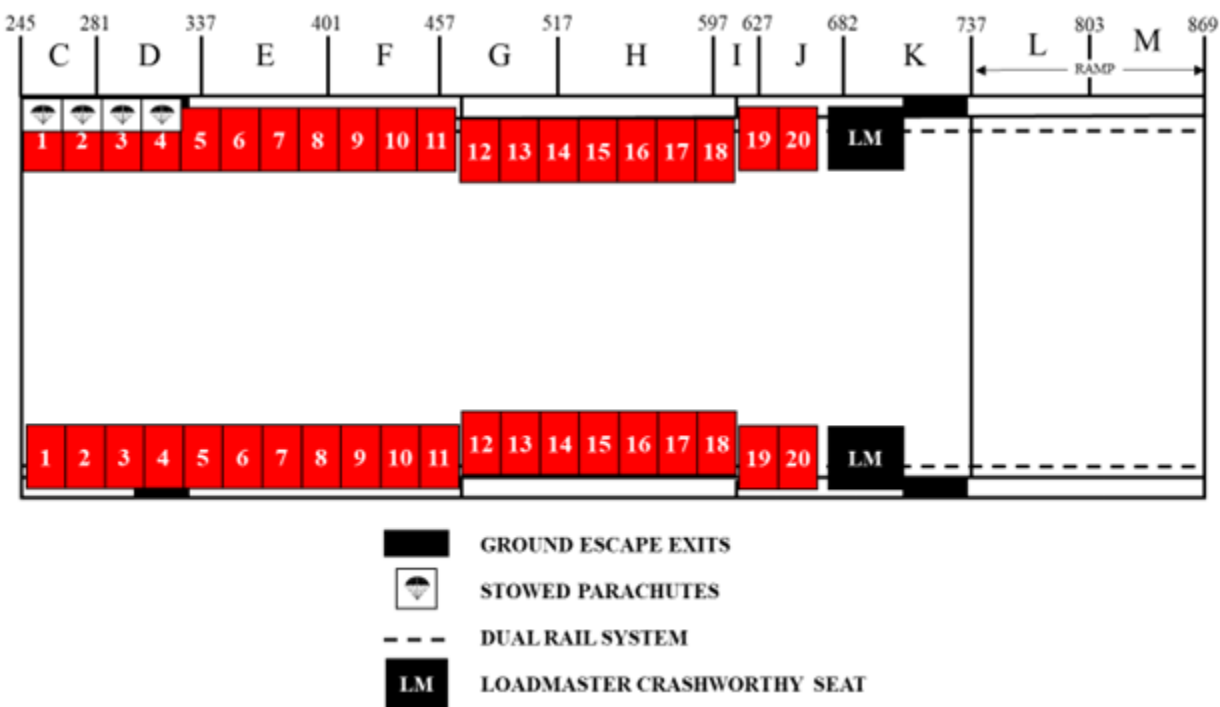 245 281 337 401 457 517 597 627 682 737 803 869
C D E F G H I J K L M
RAMP
1 2 3 4 5 6 7 8 9 10 11 12 13 14 15 16 17 18 19 20 LM
1 2 3 4 5 6 7 8 9 10 11 12 13 14 15 16 17 18 19 20 LM
GROUND ESCAPE EXITS
STOWED PARACHUTES
DUAL RAIL SYSTEM
LM LOADMASTER CRASHWORTHY SEAT